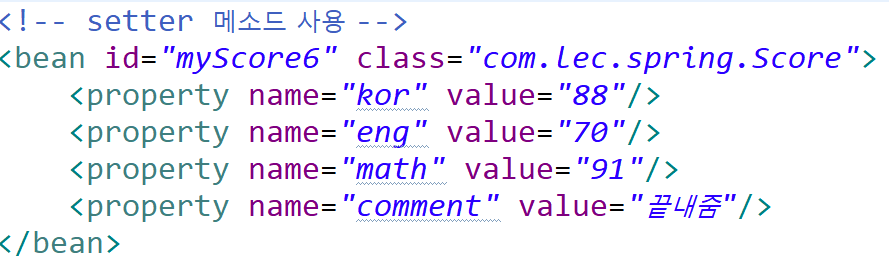 <!-- setter 메소드 사용 -->
<bean id="myScore6" class="com.lec.spring.Score">
<property name="kor" value="88"/>
<property name="eng" value="70"/>
<property name="math" value="91"/>
<property name="comment" value="끝내줌"/>
</bean>